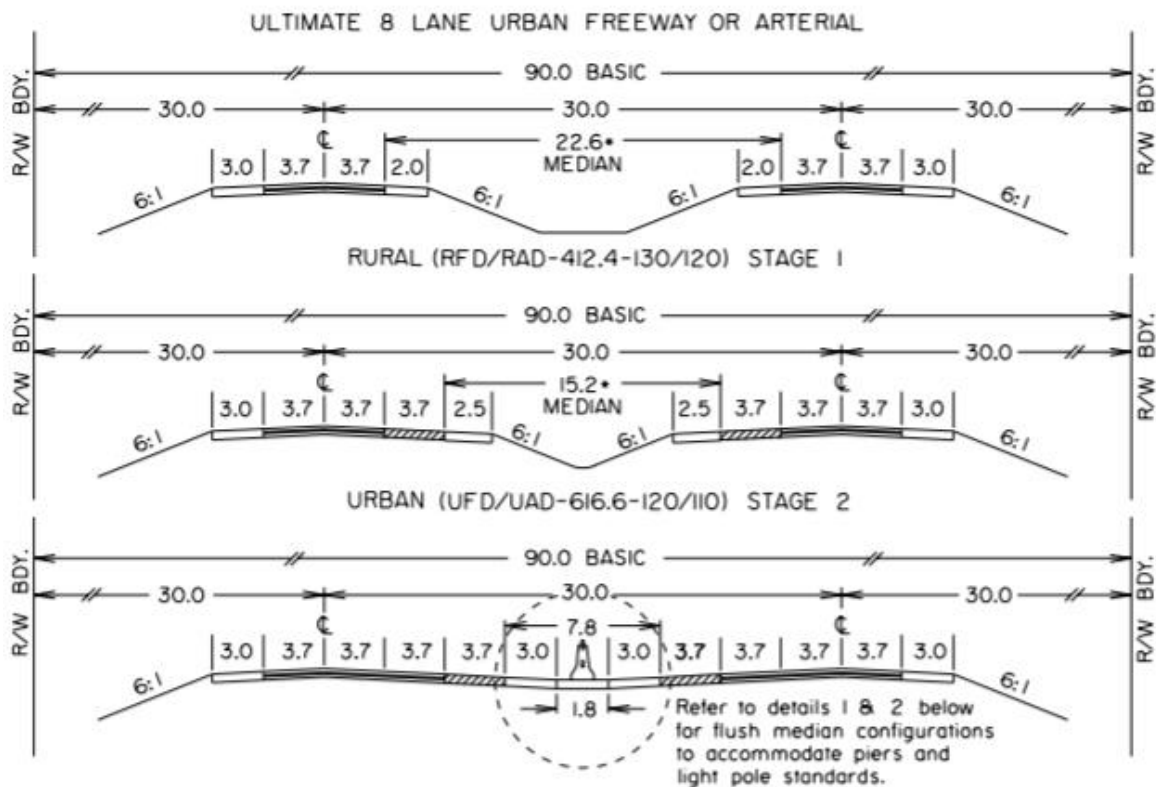 ULTIMATE 8 LANE URBAN FREEWAY OR ARTERIAL
R/W BDY.
R/W BDY.
90.0 BASIC
30.0 30.0 30.0
℄ ℄
22.6*
MEDIAN
3.0 3.7 3.7 2.0 2.0 3.7 3.7 3.0
6:1 6:1 6:1 6:1
RURAL (RFD/RAD-412.4-130/120) STAGE 1
R/W BDY.
R/W BDY.
90.0 BASIC
30.0 30.0 30.0
℄ ℄
15.2*
MEDIAN
3.0 3.7 3.7 3.7 2.5 2.5 3.7 3.7 3.7 3.0
6:1 6:1 6:1 6:1
URBAN (UFD/UAD-616.6-120/110) STAGE 2
R/W BDY.
R/W BDY.
90.0 BASIC
30.0 30.0 30.0
℄ ℄
7.8
3.0 3.7 3.7 3.7 3.7 3.0 3.0 3.7 3.7 3.7 3.7 3.0
6:1 6:1
1.8
Refer to details 1 & 2 below
for flush median configurations
to accommodate piers and
light pole standards.